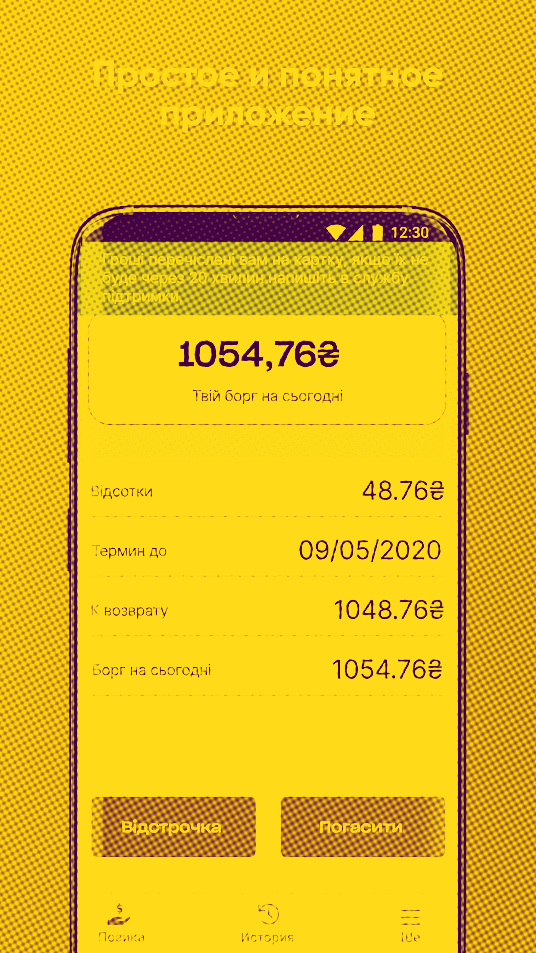 Простое и понятное
приложение
12:30
Гроші перечіслені вам на картку, якщо їх не
буде через 20 хвилин напишіть в службу
підтримки
1054,76₴
Твій борг на сьогодні
Відсотки 48.76₴
Термин до 09/05/2020
К возврату 1048.76₴
Борг на сьогодні 1054.76₴
Відстрочка Погасити
Позика История Ще